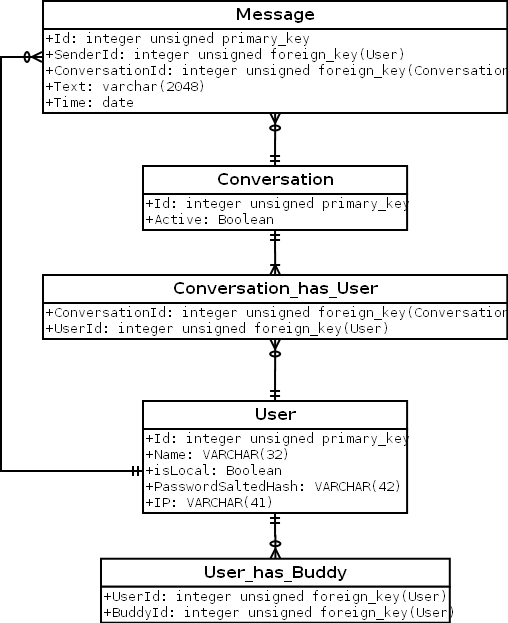 Message
+Id: integer unsigned primary_key
+SenderId: integer unsigned foreign_key(User)
+ConversationId: integer unsigned foreign_key(Conversation
+Text: varchar(2048)
+Time: date
Conversation
+Id: integer unsigned primary_key
+Active: Boolean
Conversation_has_User
+ConversationId: integer unsigned foreign_key(Conversation
+UserId: integer unsigned foreign_key(User)
User
+Id: integer unsigned primary_key
+Name: VARCHAR(32)
+isLocal: Boolean
+PasswordSaltedHash: VARCHAR(42)
+IP: VARCHAR(41)
User_has_Buddy
+UserId: integer unsigned foreign_key(User)
+BuddyId: integer unsigned foreign_key(User)